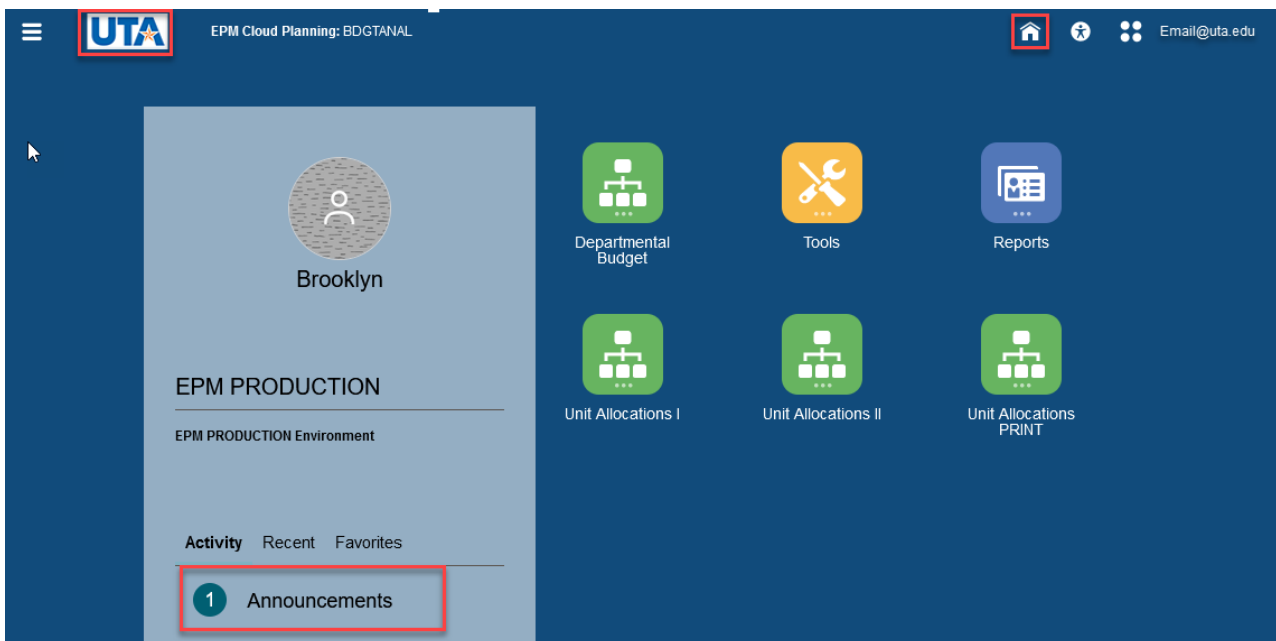 UTA
EPM Cloud Planning: BDGTANAL
Email@uta.edu
Brooklyn
EPM PRODUCTION
EPM PRODUCTION Environment
Activity Recent Favorites
1 Announcements
Departmental
Budget
Tools
Reports
Unit Allocations I
Unit Allocations II
Unit Allocations
PRINT